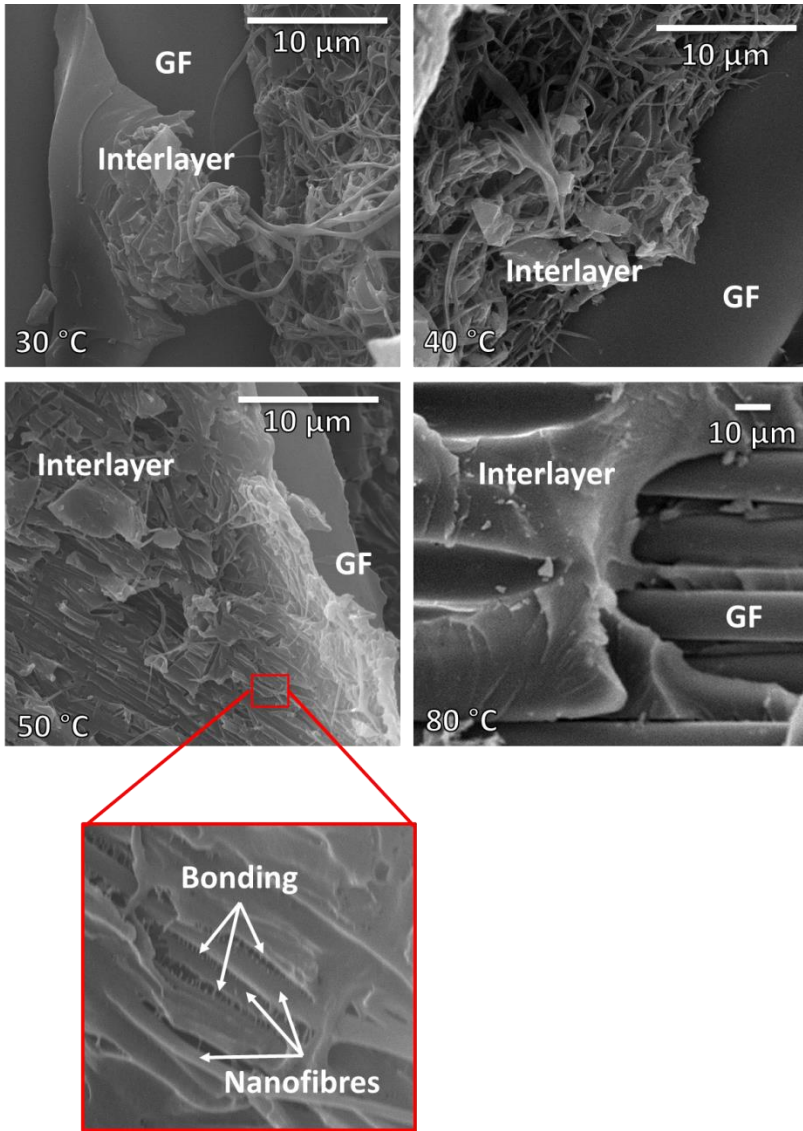 10 µm
GF
Interlayer
30 °C
10 µm
Interlayer
GF
40 °C
10 µm
Interlayer
GF
50 °C
10 µm
Interlayer
GF
80 °C
Bonding
Nanofibres